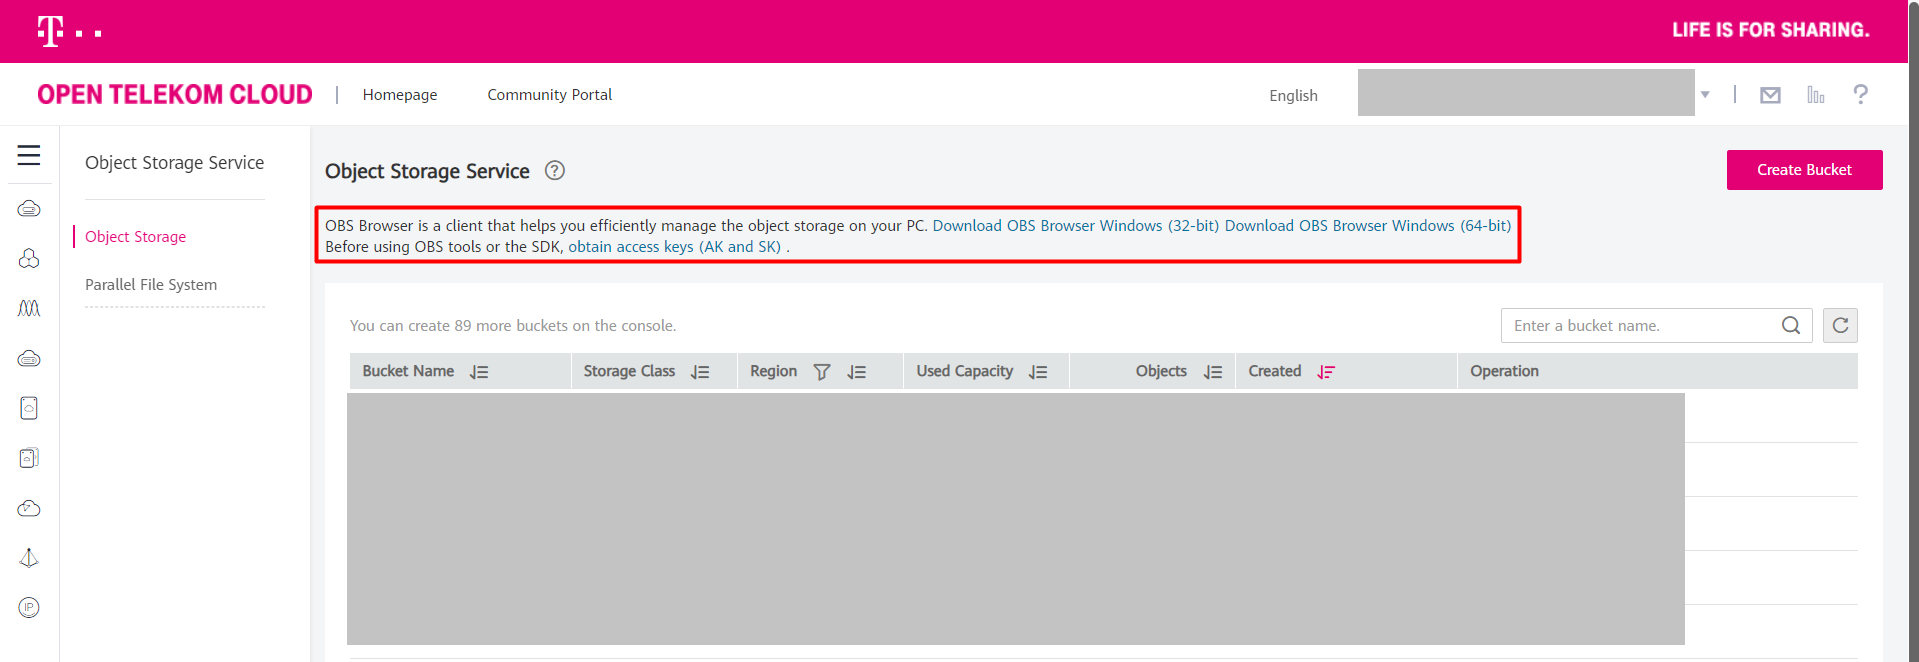 T
LIFE IS FOR SHARING.
OPEN TELEKOM CLOUD | Homepage Community Portal English
Object Storage Service
Object Storage
Parallel File System
Object Storage Service ?
Create Bucket
OBS Browser is a client that helps you efficiently manage the object storage on your PC. Download OBS Browser Windows (32-bit) Download OBS Browser Windows (64-bit)
Before using OBS tools or the SDK, obtain access keys (AK and SK) .
You can create 89 more buckets on the console.
Enter a bucket name.
Bucket Name Storage Class Region Used Capacity Objects Created Operation
IP